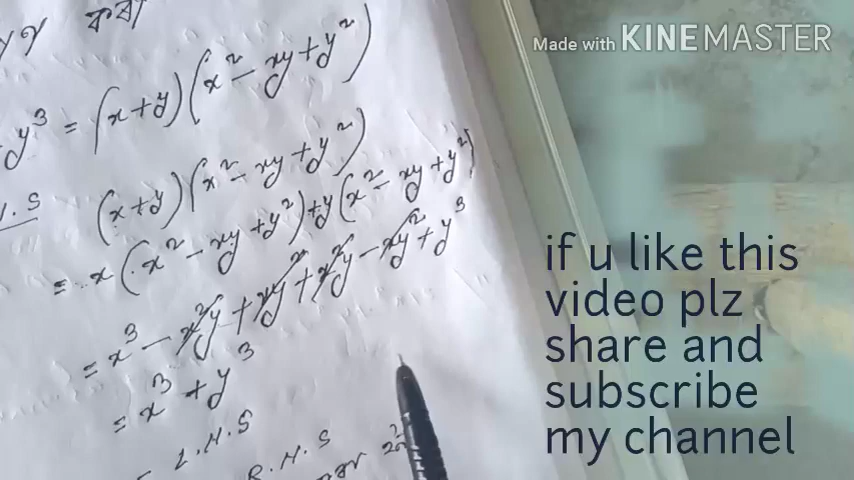 y³ = (x+y)(x² - xy + y²)
(x+y)(x² - xy + y²)
= x(x² - xy + y²) + y(x² - xy + y²)
= x³ - x²y + xy² + x²y - xy² + y³
= x³ + y³
= L.H.S
R.H.S
Made with KINEMASTER
if u like this
video plz
share and
subscribe
my channel